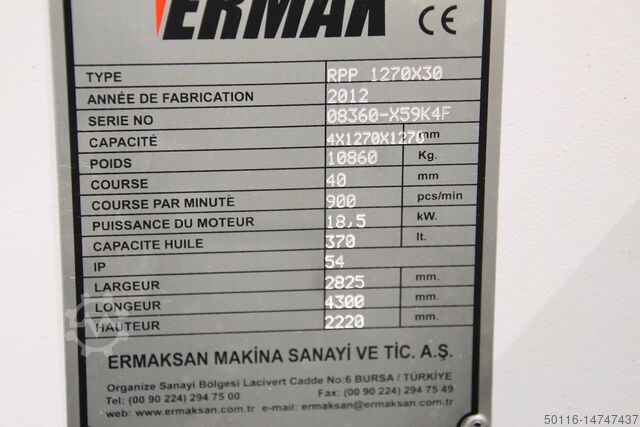 ERMAK CE
TYPE RPP 1270X30
ANNÉE DE FABRICATION 2012
SERIE NO 08360-X59K4F
CAPACITÉ 4X1270X1270 mm
POIDS 10860 Kg.
COURSE 40 mm
COURSE PAR MINUTE 900 pcs/min
PUISSANCE DU MOTEUR 18,5 kW.
CAPACITE HUILE 370 lt.
IP 54
LARGEUR 2825 mm.
LONGEUR 4300 mm.
HAUTEUR 2220 mm.
ERMAKSAN MAKİNA SANAYİ VE TİC. A.Ş.
Organize Sanayi Bölgesi Lacivert Cadde No:6 BURSA / TÜRKİYE
Tel: (00 90 224) 294 75 00 Fax: (00 90 224) 294 75 49
web: www.ermaksan.com.tr e-mail: ermaksan@ermaksan.com.tr
50116-14747437